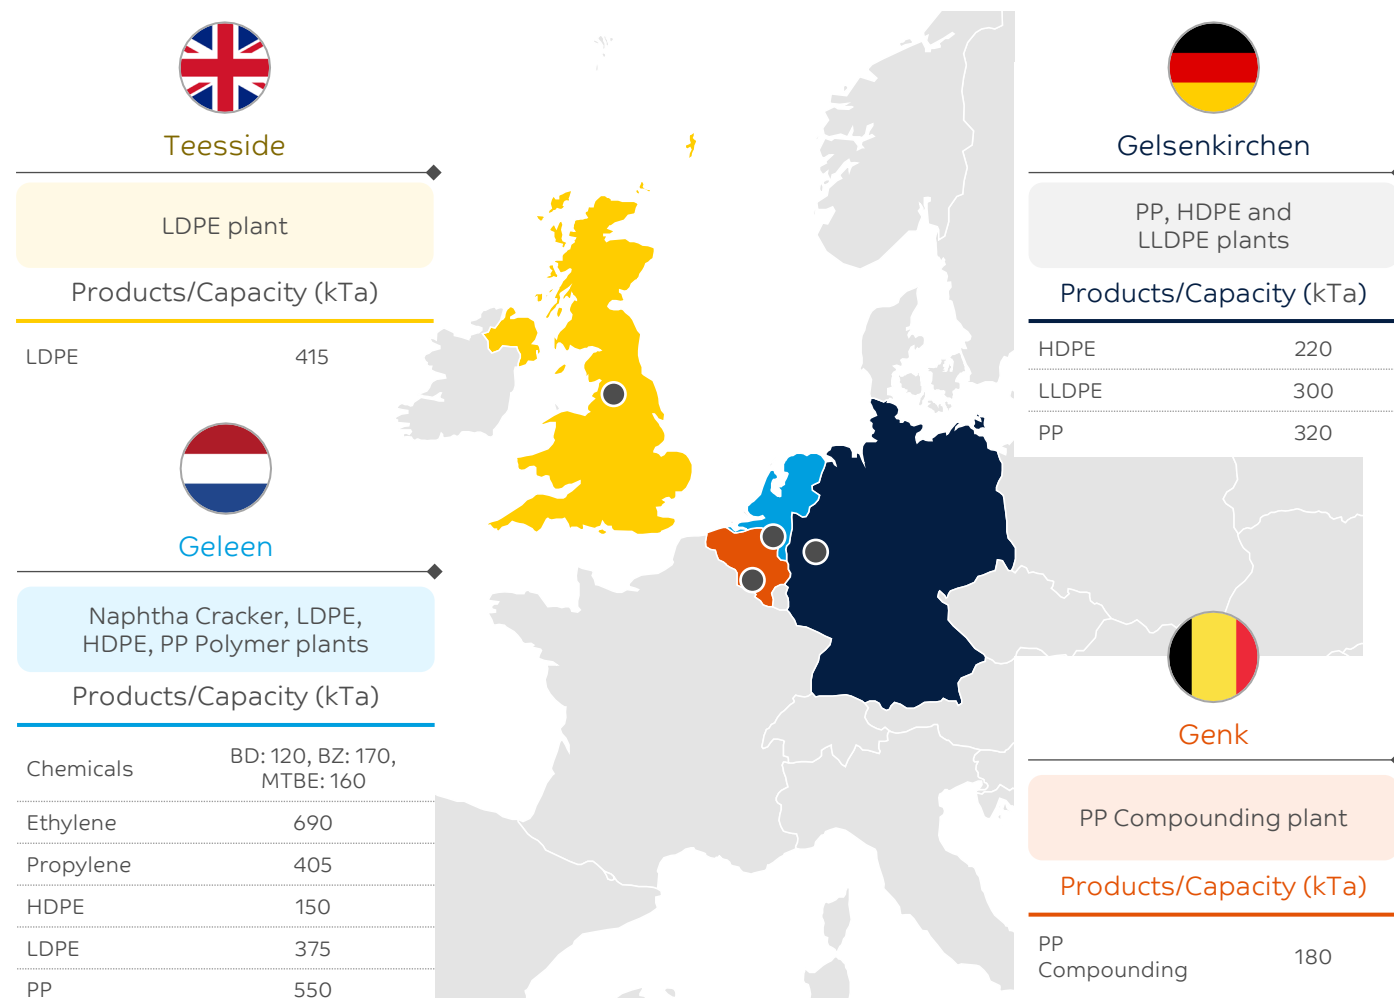 Teesside
LDPE plant
Products/Capacity (kTa)
LDPE 415
Geleen
Naphtha Cracker, LDPE,
HDPE, PP Polymer plants
Products/Capacity (kTa)
Chemicals BD: 120, BZ: 170,
MTBE: 160
Ethylene 690
Propylene 405
HDPE 150
LDPE 375
PP 550
Gelsenkirchen
PP, HDPE and
LLDPE plants
Products/Capacity (kTa)
HDPE 220
LLDPE 300
PP 320
Genk
PP Compounding plant
Products/Capacity (kTa)
PP
Compounding 180